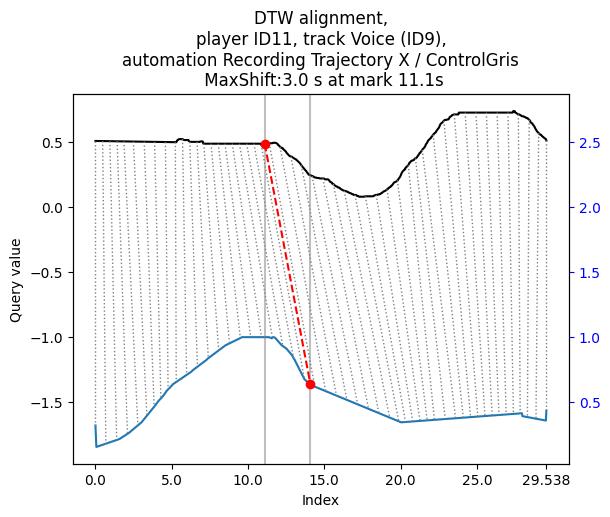 DTW alignment,
player ID11, track Voice (ID9),
automation Recording Trajectory X / ControlGris
MaxShift:3.0 s at mark 11.1s
Query value
0.5
0.0
−0.5
−1.0
−1.5
2.5
2.0
1.5
1.0
0.5
0.0 5.0 10.0 15.0 20.0 25.0 29.538
Index